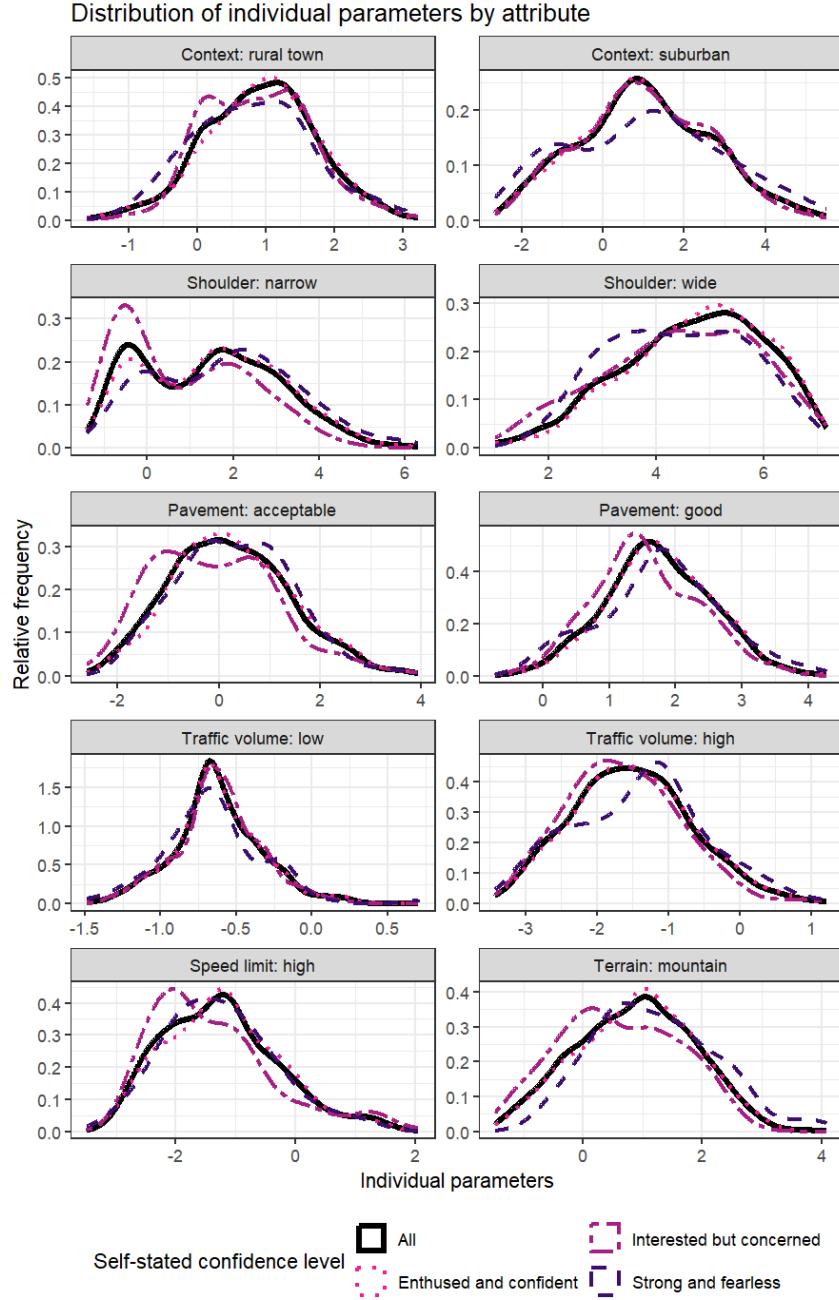 Distribution of individual parameters by attribute
Context: rural town
0.5
0.4
0.3
0.2
0.1
0.0
-1 0 1 2 3
Context: suburban
0.2
0.1
0.0
-2 0 2 4
Shoulder: narrow
0.3
0.2
0.1
0.0
0 2 4 6
Shoulder: wide
0.3
0.2
0.1
0.0
2 4 6
Pavement: acceptable
0.3
0.2
0.1
0.0
-2 0 2 4
Pavement: good
0.4
0.2
0.0
0 1 2 3 4
Traffic volume: low
1.5
1.0
0.5
0.0
-1.5 -1.0 -0.5 0.0 0.5
Traffic volume: high
0.4
0.3
0.2
0.1
0.0
-3 -2 -1 0 1
Speed limit: high
0.4
0.3
0.2
0.1
0.0
-2 0 2
Terrain: mountain
0.4
0.3
0.2
0.1
0.0
0 2 4
Relative frequency
Individual parameters
Self-stated confidence level
All
Enthused and confident
Interested but concerned
Strong and fearless